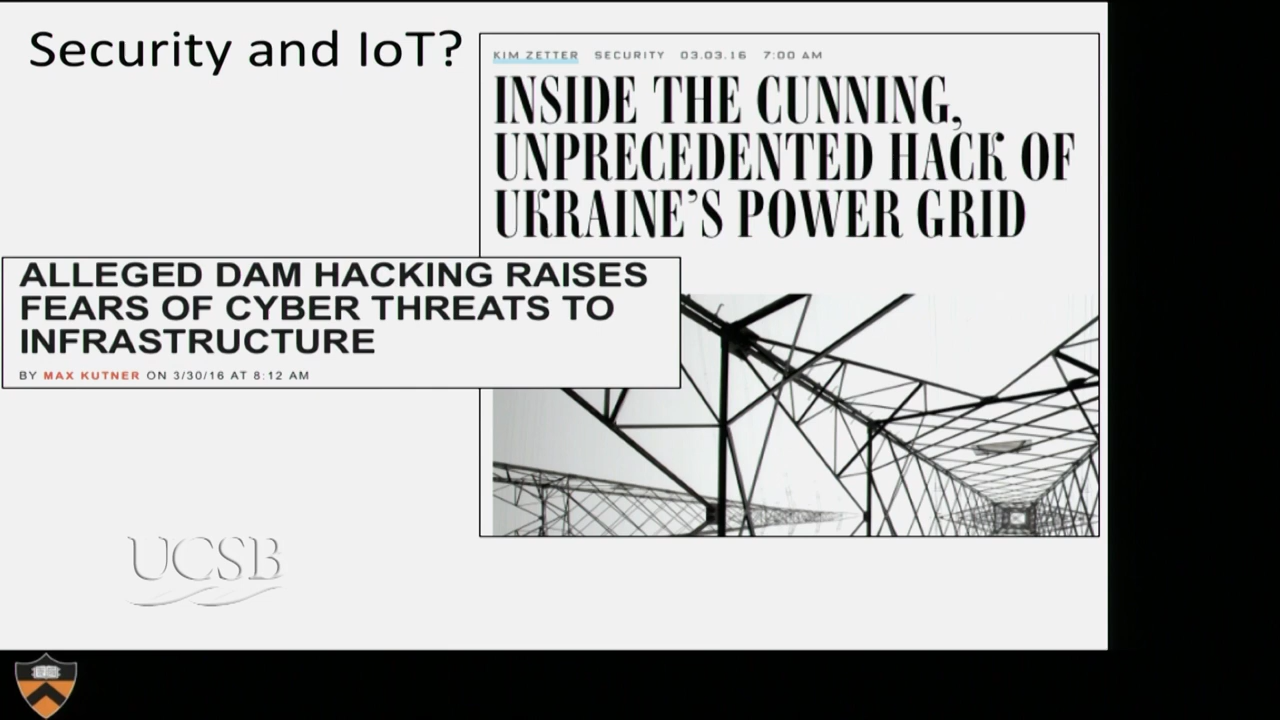 Security and IoT?
KIM ZETTER SECURITY 03.03.16 7:00 AM
INSIDE THE CUNNING,
UNPRECEDENTED HACK OF
UKRAINE'S POWER GRID
ALLEGED DAM HACKING RAISES
FEARS OF CYBER THREATS TO
INFRASTRUCTURE
BY MAX KUTNER ON 3/30/16 AT 8:12 AM
UCSB